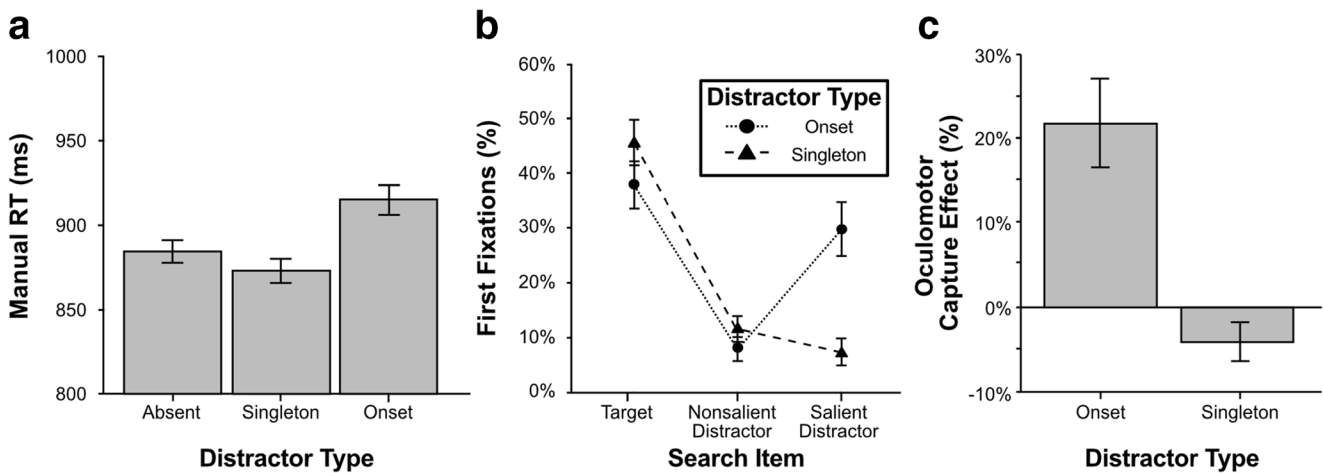 a
Manual RT (ms)
1000
950
900
850
800
Absent Singleton Onset
Distractor Type
b
First Fixations (%)
60%
50%
40%
30%
20%
10%
0%
Distractor Type
Onset
Singleton
Target
Nonsalient
Distractor
Salient
Distractor
Search Item
c
Oculomotor
Capture Effect (%)
30%
20%
10%
0%
-10%
Onset Singleton
Distractor Type